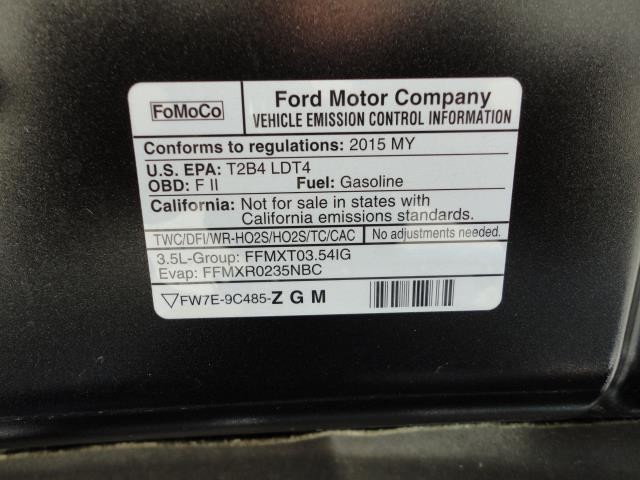 FoMoCo
Ford Motor Company
VEHICLE EMISSION CONTROL INFORMATION
Conforms to regulations: 2015 MY
U.S. EPA: T2B4 LDT4
OBD: F II Fuel: Gasoline
California: Not for sale in states with
California emissions standards.
TWC/DFI/WR-HO2S/HO2S/TC/CAC No adjustments needed.
3.5L-Group: FFMXT03.54IG
Evap: FFMXR0235NBC
FW7E-9C485-Z G M